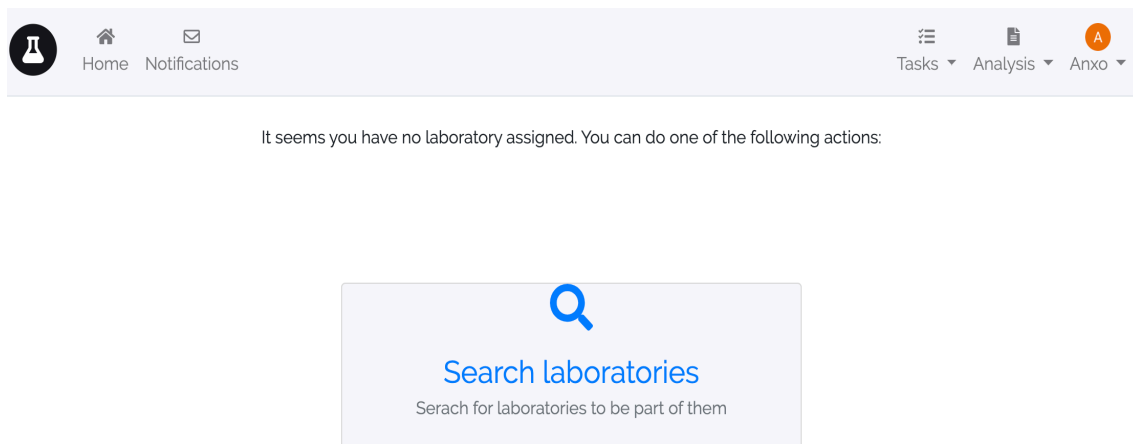 Home Notifications Tasks Analysis A Anxo
It seems you have no laboratory assigned. You can do one of the following actions:
Search laboratories
Serach for laboratories to be part of them